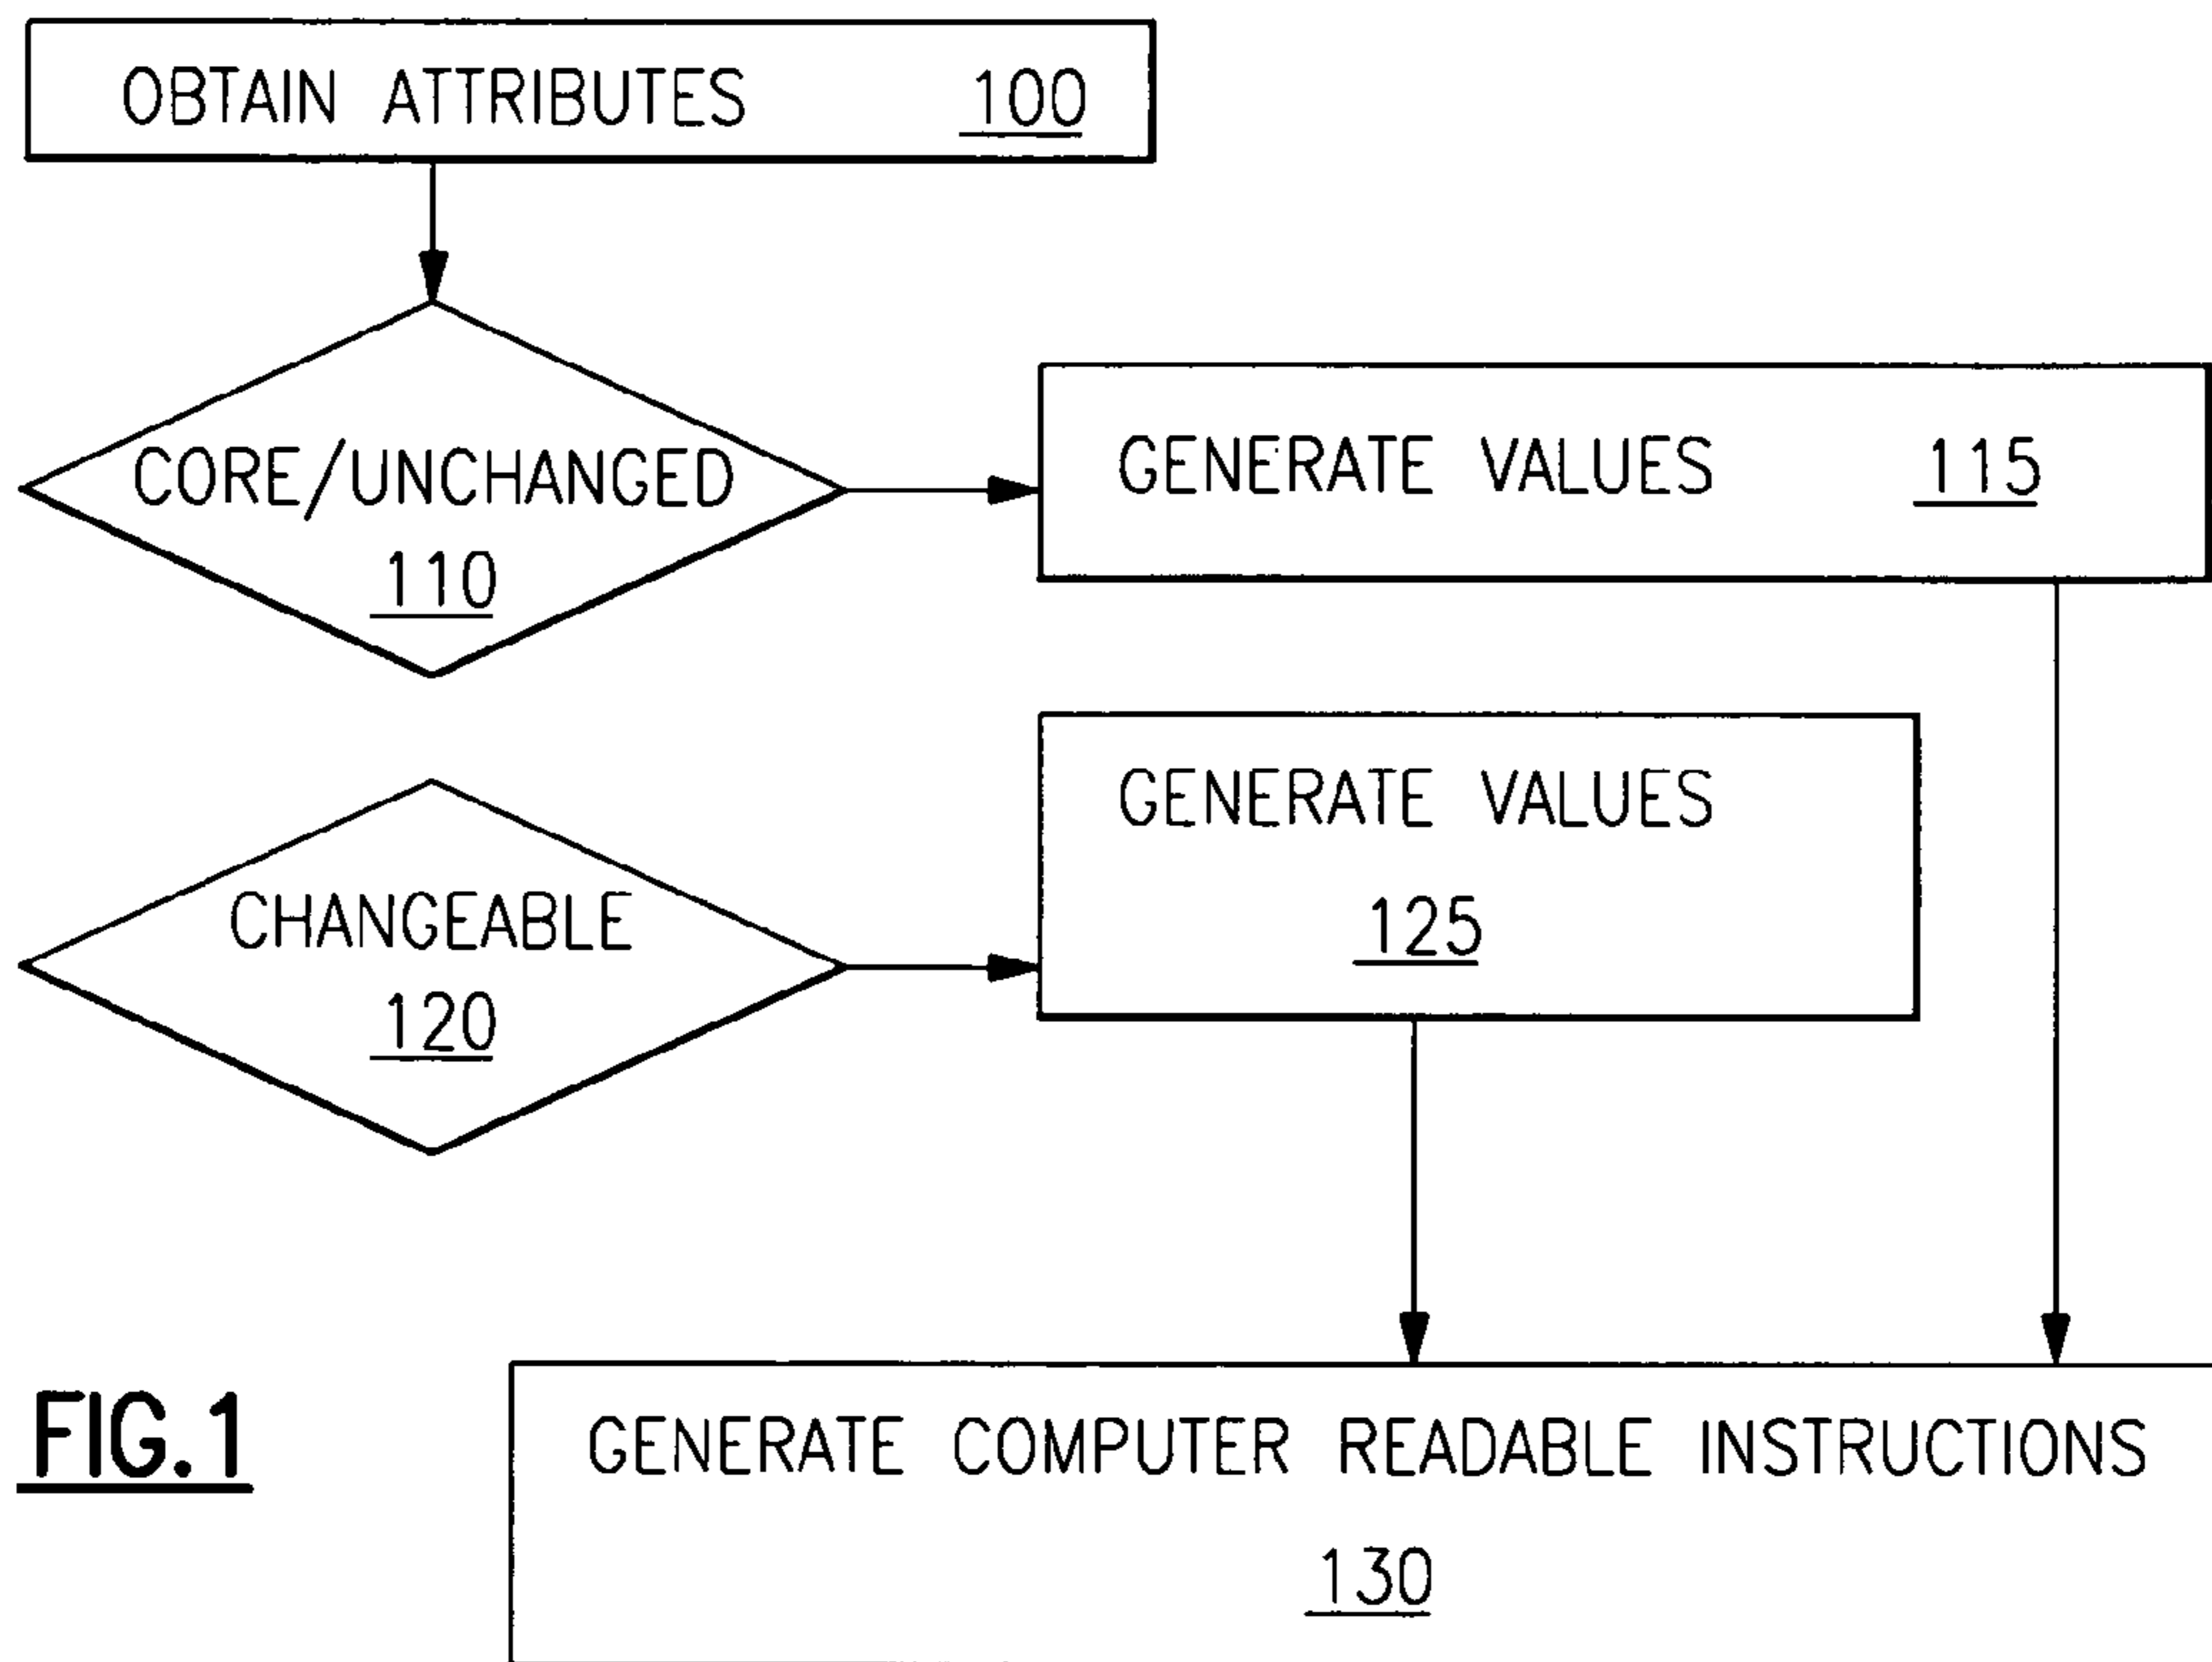 OBTAIN ATTRIBUTES 100
CORE/UNCHANGED
110
GENERATE VALUES 115
GENERATE VALUES
125
CHANGEABLE
120
GENERATE COMPUTER READABLE INSTRUCTIONS
130
FIG.1